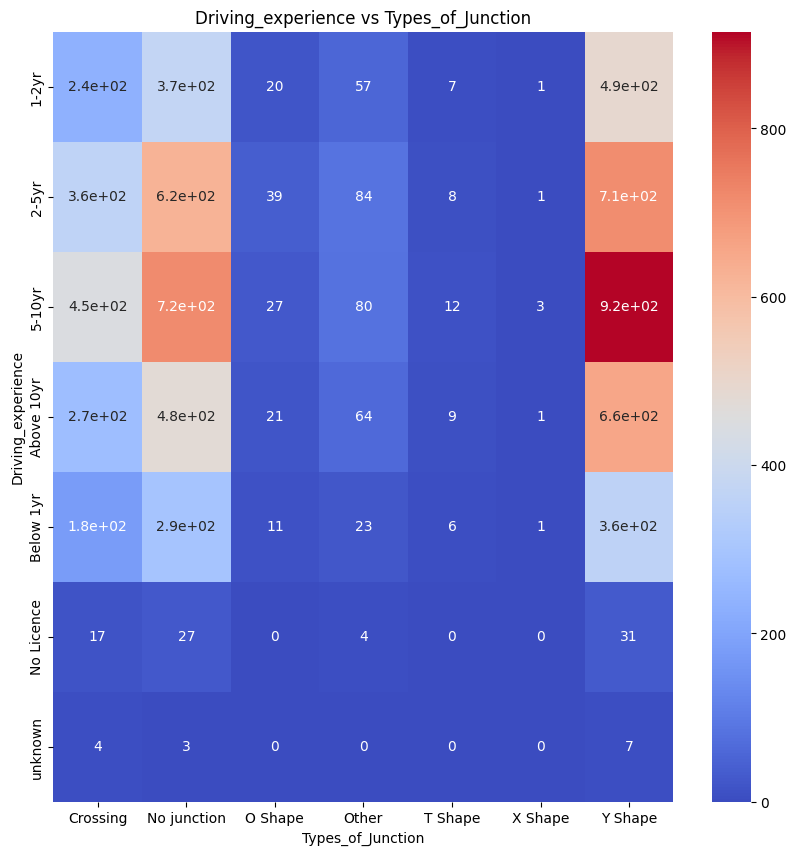 Driving_experience vs Types_of_Junction
1-2yr 2.4e+02 3.7e+02 20 57 7 1 4.9e+02
2-5yr 3.6e+02 6.2e+02 39 84 8 1 7.1e+02
5-10yr 4.5e+02 7.2e+02 27 80 12 3 9.2e+02
Above 10yr 2.7e+02 4.8e+02 21 64 9 1 6.6e+02
Below 1yr 1.8e+02 2.9e+02 11 23 6 1 3.6e+02
No Licence 17 27 0 4 0 0 31
unknown 4 3 0 0 0 0 7
Crossing No junction O Shape Other T Shape X Shape Y Shape
Types_of_Junction
Driving_experience
800
600
400
200
0